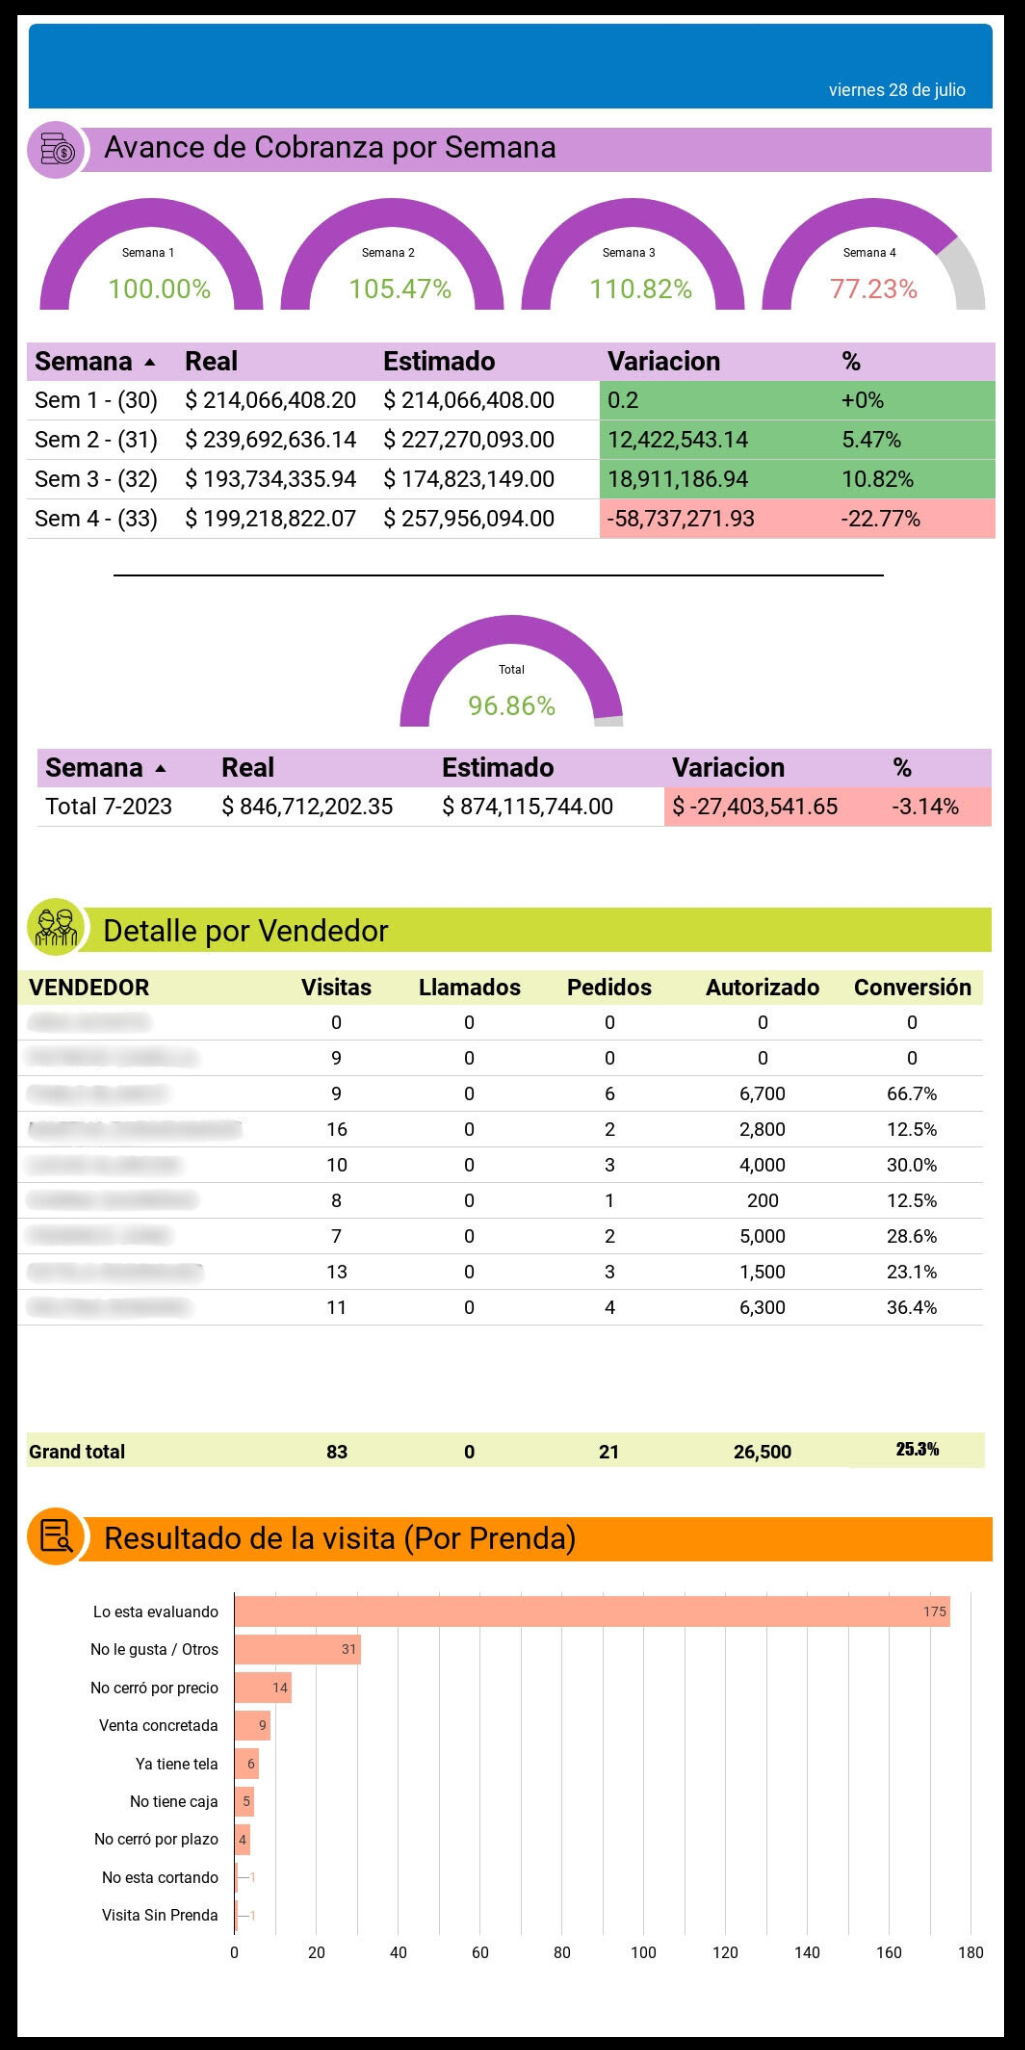 viernes 28 de julio
Avance de Cobranza por Semana
Semana 1
100.00%
Semana 2
105.47%
Semana 3
110.82%
Semana 4
77.23%
Semana Real Estimado Variacion %
Sem 1 - (30) $ 214,066,408.20 $ 214,066,408.00 0.2 +0%
Sem 2 - (31) $ 239,692,636.14 $ 227,270,093.00 12,422,543.14 5.47%
Sem 3 - (32) $ 193,734,335.94 $ 174,823,149.00 18,911,186.94 10.82%
Sem 4 - (33) $ 199,218,822.07 $ 257,956,094.00 -58,737,271.93 -22.77%
Total
96.86%
Semana Real Estimado Variacion %
Total 7-2023 $ 846,712,202.35 $ 874,115,744.00 $ -27,403,541.65 -3.14%
Detalle por Vendedor
VENDEDOR Visitas Llamados Pedidos Autorizado Conversión
0 0 0 0 0
9 0 0 0 0
9 0 6 6,700 66.7%
16 0 2 2,800 12.5%
10 0 3 4,000 30.0%
8 0 1 200 12.5%
7 0 2 5,000 28.6%
13 0 3 1,500 23.1%
11 0 4 6,300 36.4%
Grand total 83 0 21 26,500 25.3%
Resultado de la visita (Por Prenda)
Lo esta evaluando 175
No le gusta / Otros 31
No cerró por precio 14
Venta concretada 9
Ya tiene tela 6
No tiene caja 5
No cerró por plazo 4
No esta cortando 1
Visita Sin Prenda 1
0 20 40 60 80 100 120 140 160 180